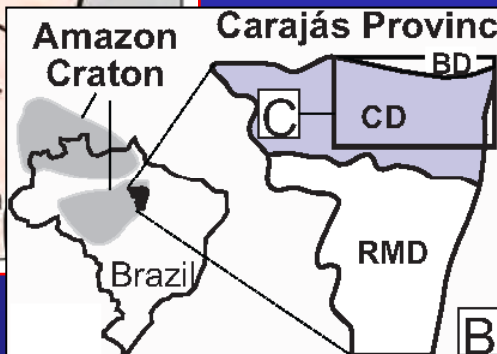 Carajás Provinc
Amazon
Craton
BD
C
CD
RMD
Brazil
B